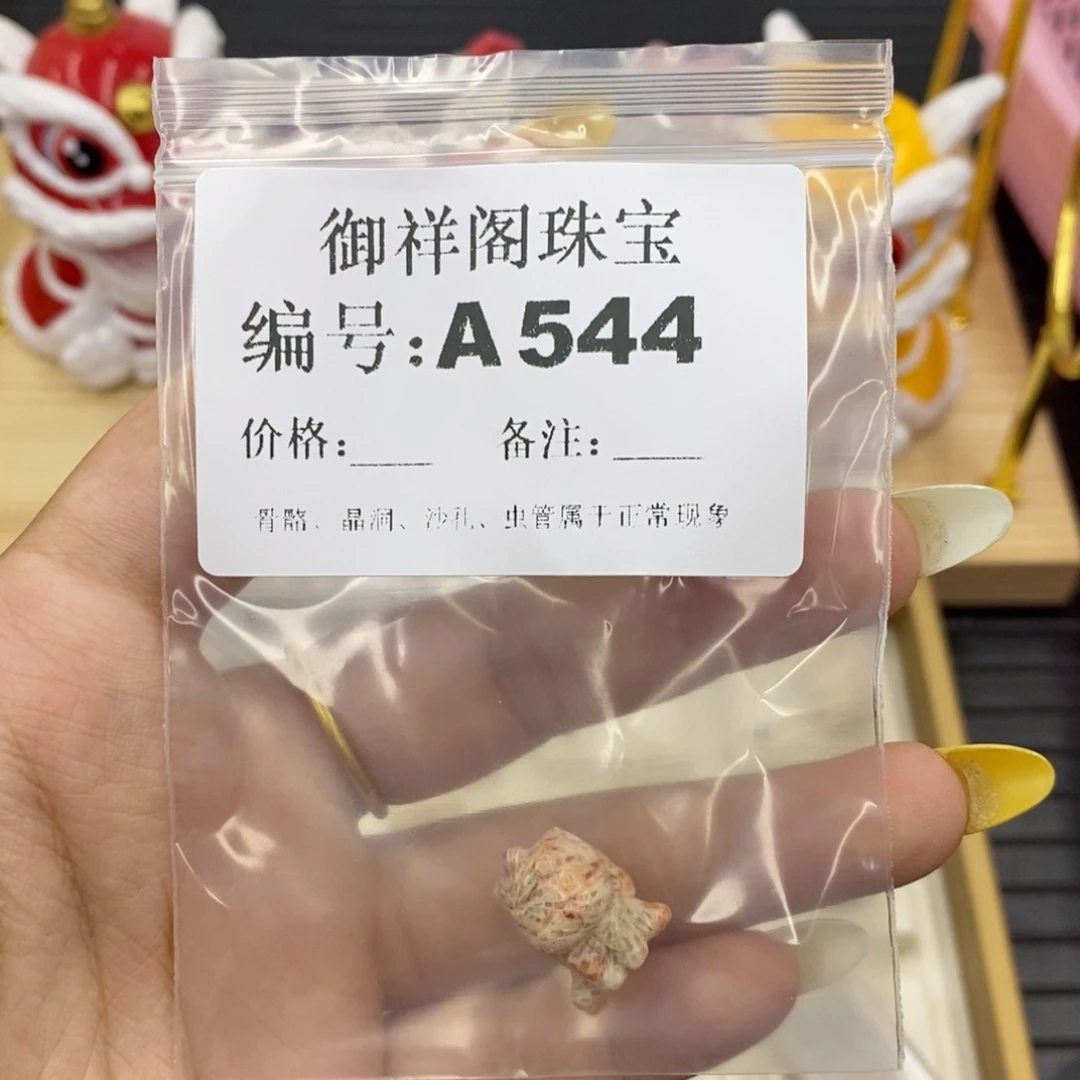 御祥阁珠宝
编号:A544
价格:____ 备注:____
骨骼、晶洞、沙孔、虫管属于正常现象